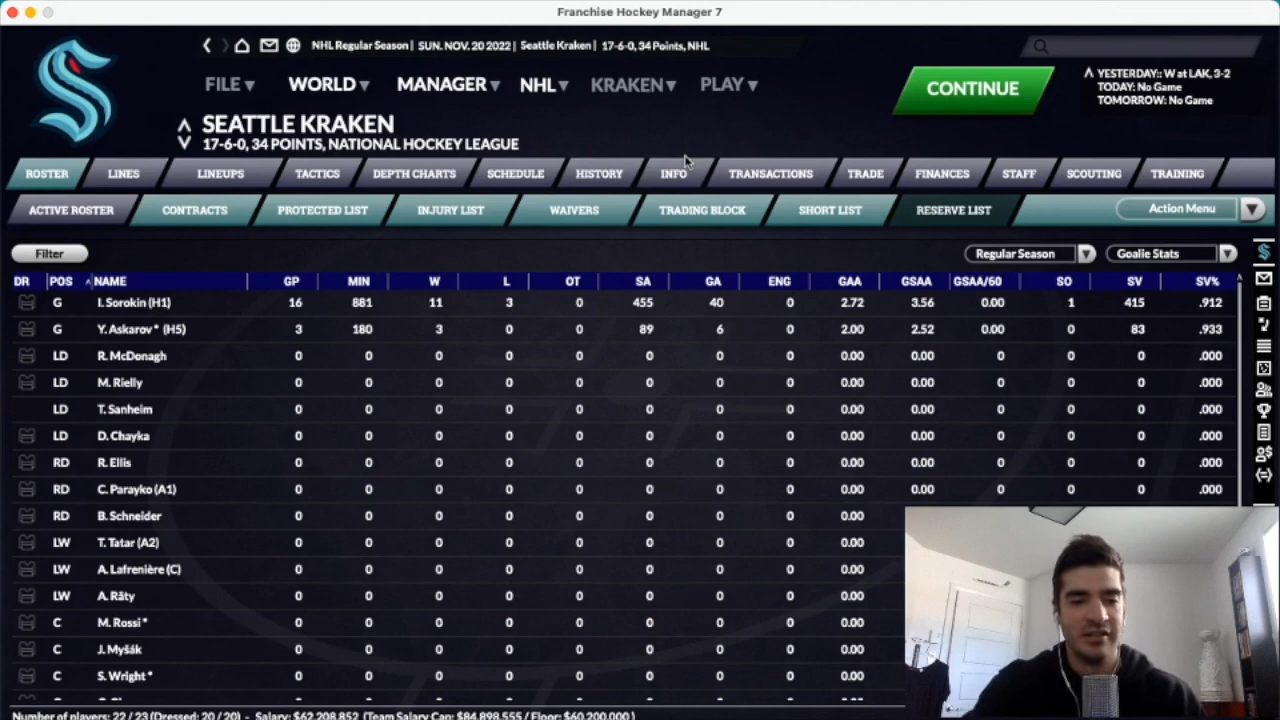 Franchise Hockey Manager 7
NHL Regular Season | SUN. NOV. 20 2022 | Seattle Kraken | 17-6-0, 34 Points, NHL
FILE WORLD MANAGER NHL KRAKEN PLAY
CONTINUE
YESTERDAY:: W at LAK, 3-2
TODAY: No Game
TOMORROW: No Game
SEATTLE KRAKEN
17-6-0, 34 POINTS, NATIONAL HOCKEY LEAGUE
ROSTER LINES LINEUPS TACTICS DEPTH CHARTS SCHEDULE HISTORY INFO TRANSACTIONS TRADE FINANCES STAFF SCOUTING TRAINING
ACTIVE ROSTER CONTRACTS PROTECTED LIST INJURY LIST WAIVERS TRADING BLOCK SHORT LIST RESERVE LIST Action Menu
Filter Regular Season Goalie Stats
DR POS NAME GP MIN W L OT SA GA ENG GAA GSAA GSAA/60 SO SV SV%
G I. Sorokin (H1) 16 881 11 3 0 455 40 0 2.72 3.56 0.00 1 415 .912
G Y. Askarov * (H5) 3 180 3 0 0 89 6 0 2.00 2.52 0.00 0 83 .933
LD R. McDonagh 0 0 0 0 0 0 0 0 0.00 0.00 0.00 0 0 .000
LD M. Rielly 0 0 0 0 0 0 0 0 0.00 0.00 0.00 0 0 .000
LD T. Sanheim 0 0 0 0 0 0 0 0 0.00 0.00 0.00 0 0 .000
LD D. Chayka 0 0 0 0 0 0 0 0 0.00 0.00 0.00 0 0 .000
RD R. Ellis 0 0 0 0 0 0 0 0 0.00 0.00 0.00 0 0 .000
RD C. Parayko (A1) 0 0 0 0 0 0 0 0 0.00 0.00 0.00 0 0 .000
RD B. Schneider 0 0 0 0 0 0 0 0 0.00
LW T. Tatar (A2) 0 0 0 0 0 0 0 0 0.00
LW A. Lafrenière (C) 0 0 0 0 0 0 0 0 0.00
LW A. Räty 0 0 0 0 0 0 0 0 0.00
C M. Rossi * 0 0 0 0 0 0 0 0 0.00
C J. Myšák 0 0 0 0 0 0 0 0 0.00
C S. Wright * 0 0 0 0 0 0 0 0 0.00
Number of players: 22 / 23 (Dressed: 20 / 20) - Salary: $62,208,852 (Team Salary Cap: $84,898,555 / Floor: $60,200,000)